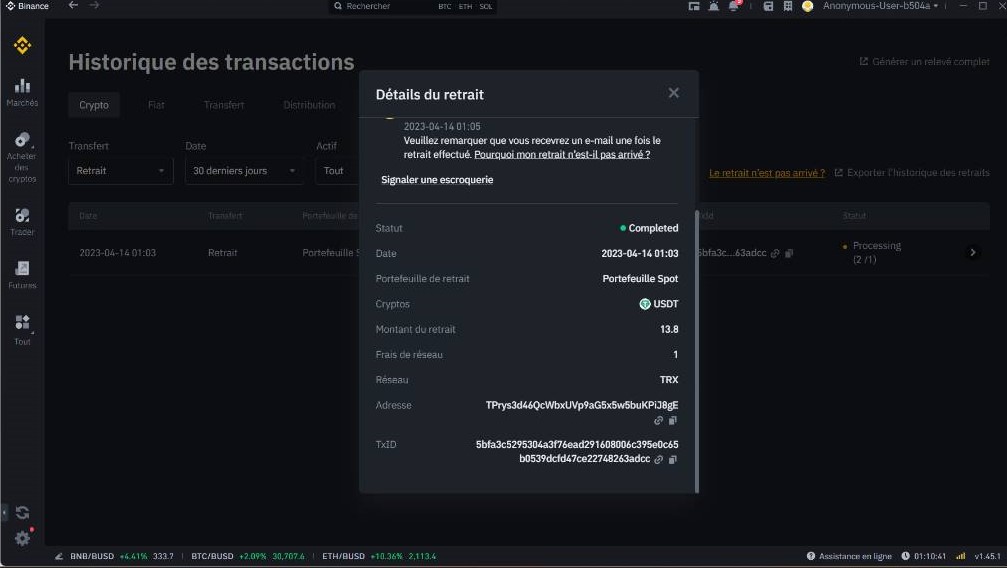 Binance
Rechercher BTC ETH SOL
Anonymous-User-b504a
Historique des transactions
Générer un relevé complet
Crypto Fiat Transfert Distribution
Transfert Date Actif
Retrait 30 derniers jours Tout
Le retrait n'est pas arrivé ? Exporter l'historique des retraits
Date Transfert Portefeuille de Statut
2023-04-14 01:03 Retrait Portefeuille S 5bfa3c...63adcc Processing
(2 /1)
Marchés
Acheter
des
cryptos
Trader
Futures
Tout
Détails du retrait
2023-04-14 01:05
Veuillez remarquer que vous recevrez un e-mail une fois le
retrait effectué. Pourquoi mon retrait n'est-il pas arrivé ?
Signaler une escroquerie
Statut Completed
Date 2023-04-14 01:03
Portefeuille de retrait Portefeuille Spot
Cryptos USDT
Montant du retrait 13.8
Frais de réseau 1
Réseau TRX
Adresse TPrys3d46QcWbxUVp9aG5x5w5buKPiJ8gE
TxID 5bfa3c5295304a3f76ead291608006c395e0c65
b0539dcfd47ce22748263adcc
BNB/BUSD +4.41% 333.7 BTC/BUSD +2.09% 30,707.6 ETH/BUSD +10.36% 2,113.4
Assistance en ligne 01:10:41 v1.45.1